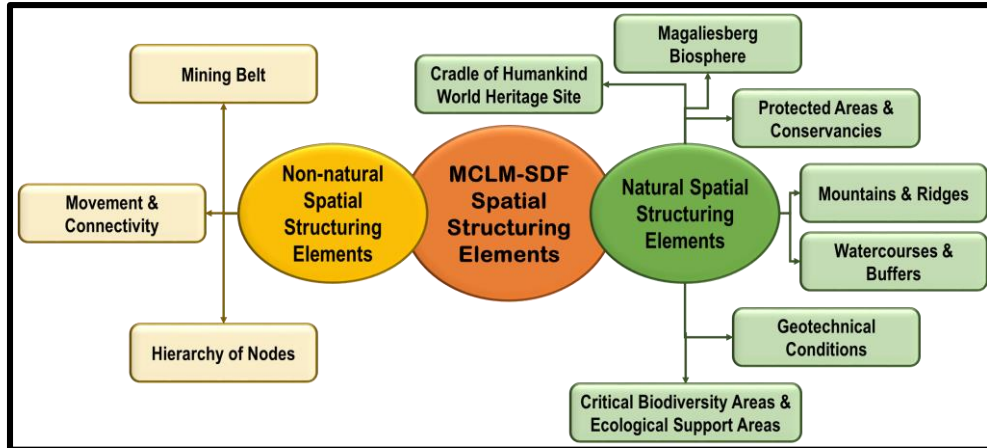 Mining Belt
Movement &
Connectivity
Hierarchy of Nodes
Non-natural
Spatial
Structuring
Elements
MCLM-SDF
Spatial
Structuring
Elements
Natural Spatial
Structuring
Elements
Cradle of Humankind
World Heritage Site
Magaliesberg
Biosphere
Protected Areas &
Conservancies
Mountains & Ridges
Watercourses &
Buffers
Geotechnical
Conditions
Critical Biodiversity Areas &
Ecological Support Areas